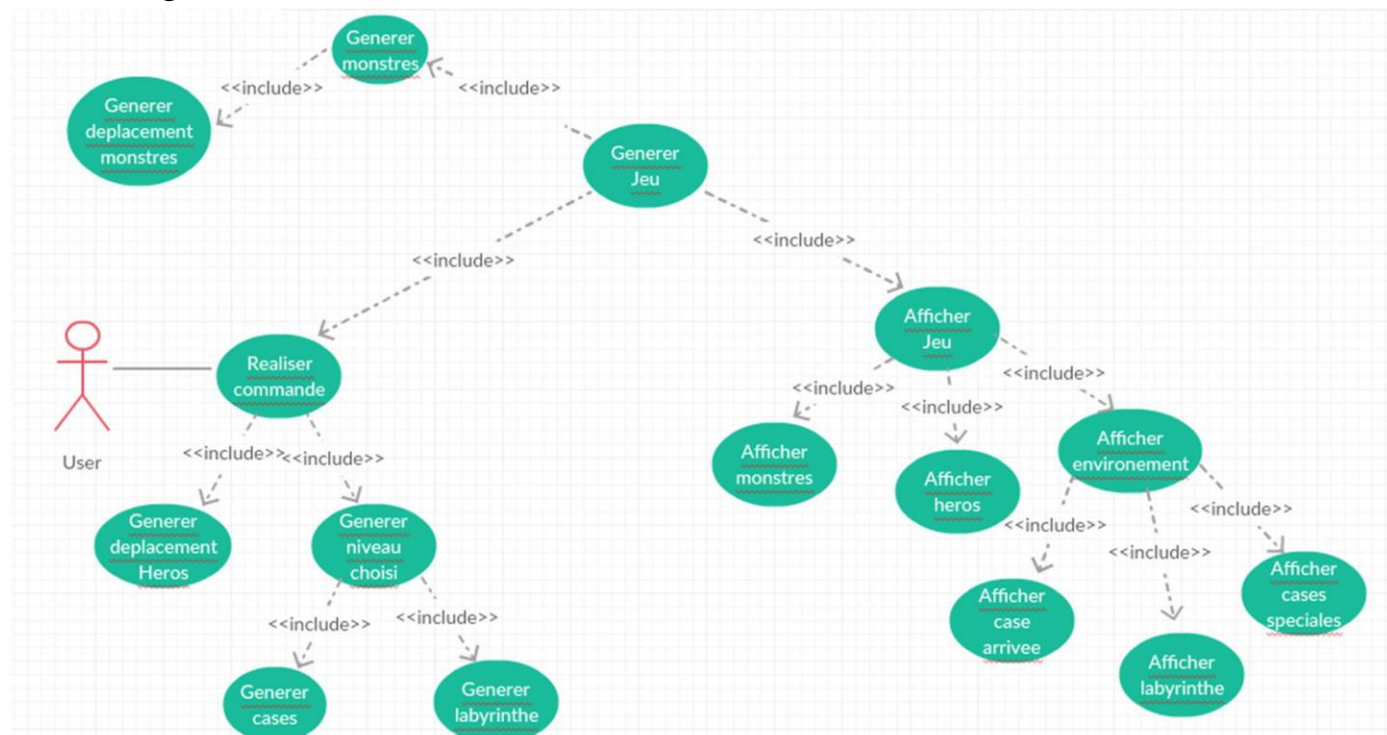 Generer
monstres
<<include>>
<<include>>
Generer
deplacement
monstres
Generer
Jeu
<<include>>
<<include>>
Afficher
Jeu
Realiser
commande
User
<<include>>
<<include>>
<<include>>
<<include>>
<<include>>
Afficher
monstres
Afficher
heros
Afficher
environement
Generer
deplacement
Heros
Generer
niveau
choisi
<<include>>
<<include>>
<<include>>
<<include>>
<<include>>
Afficher
case
arrivee
Afficher
labyrinthe
Afficher
cases
speciales
Generer
cases
Generer
labyrinthe